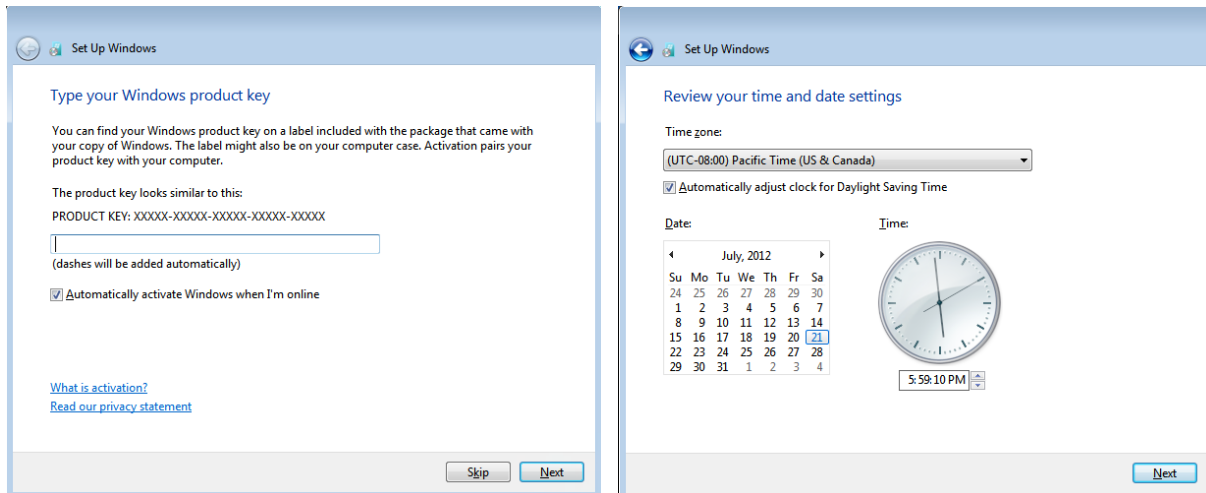 Set Up Windows
Type your Windows product key
You can find your Windows product key on a label included with the package that came with
your copy of Windows. The label might also be on your computer case. Activation pairs your
product key with your computer.
The product key looks similar to this:
PRODUCT KEY: XXXXX-XXXXX-XXXXX-XXXXX-XXXXX
(dashes will be added automatically)
Automatically activate Windows when I'm online
What is activation?
Read our privacy statement
Skip
Next
Set Up Windows
Review your time and date settings
Time zone:
(UTC-08:00) Pacific Time (US & Canada)
Automatically adjust clock for Daylight Saving Time
Date:
July, 2012
Su Mo Tu We Th Fr Sa
24 25 26 27 28 29 30
1 2 3 4 5 6 7
8 9 10 11 12 13 14
15 16 17 18 19 20 21
22 23 24 25 26 27 28
29 30 31 1 2 3 4
Time:
5:59:10 PM
Next